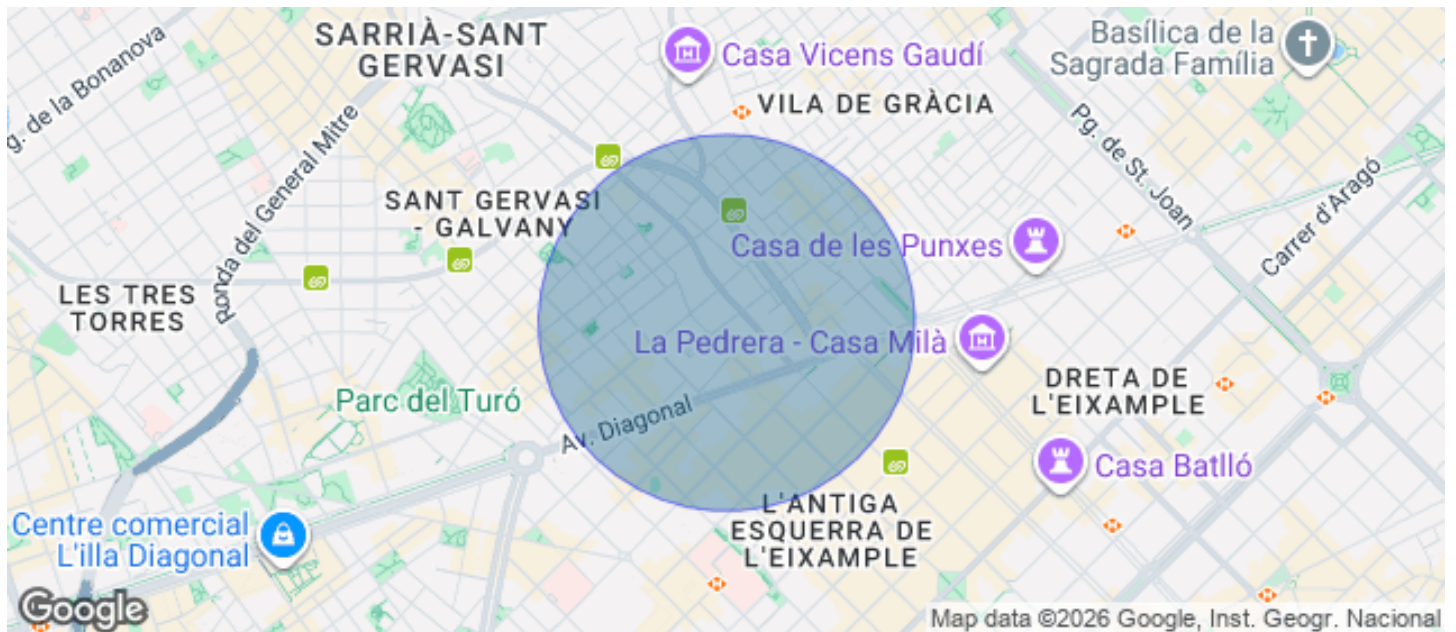 SARRIÀ-SANT
GERVASI
Casa Vicens Gaudí
Basílica de la
Sagrada Família
g. de la Bonanova
VILA DE GRÀCIA
Ronda del General Mitre
Pg. de St. Joan
SANT GERVASI
- GALVANY
Carrer d'Aragó
Casa de les Punxes
LES TRES
TORRES
La Pedrera - Casa Milà
DRETA DE
L'EIXAMPLE
Parc del Turó
Av. Diagonal
Casa Batlló
L'ANTIGA
ESQUERRA DE
L'EIXAMPLE
Centre comercial
L'illa Diagonal
Google
Map data ©2026 Google, Inst. Geogr. Nacional